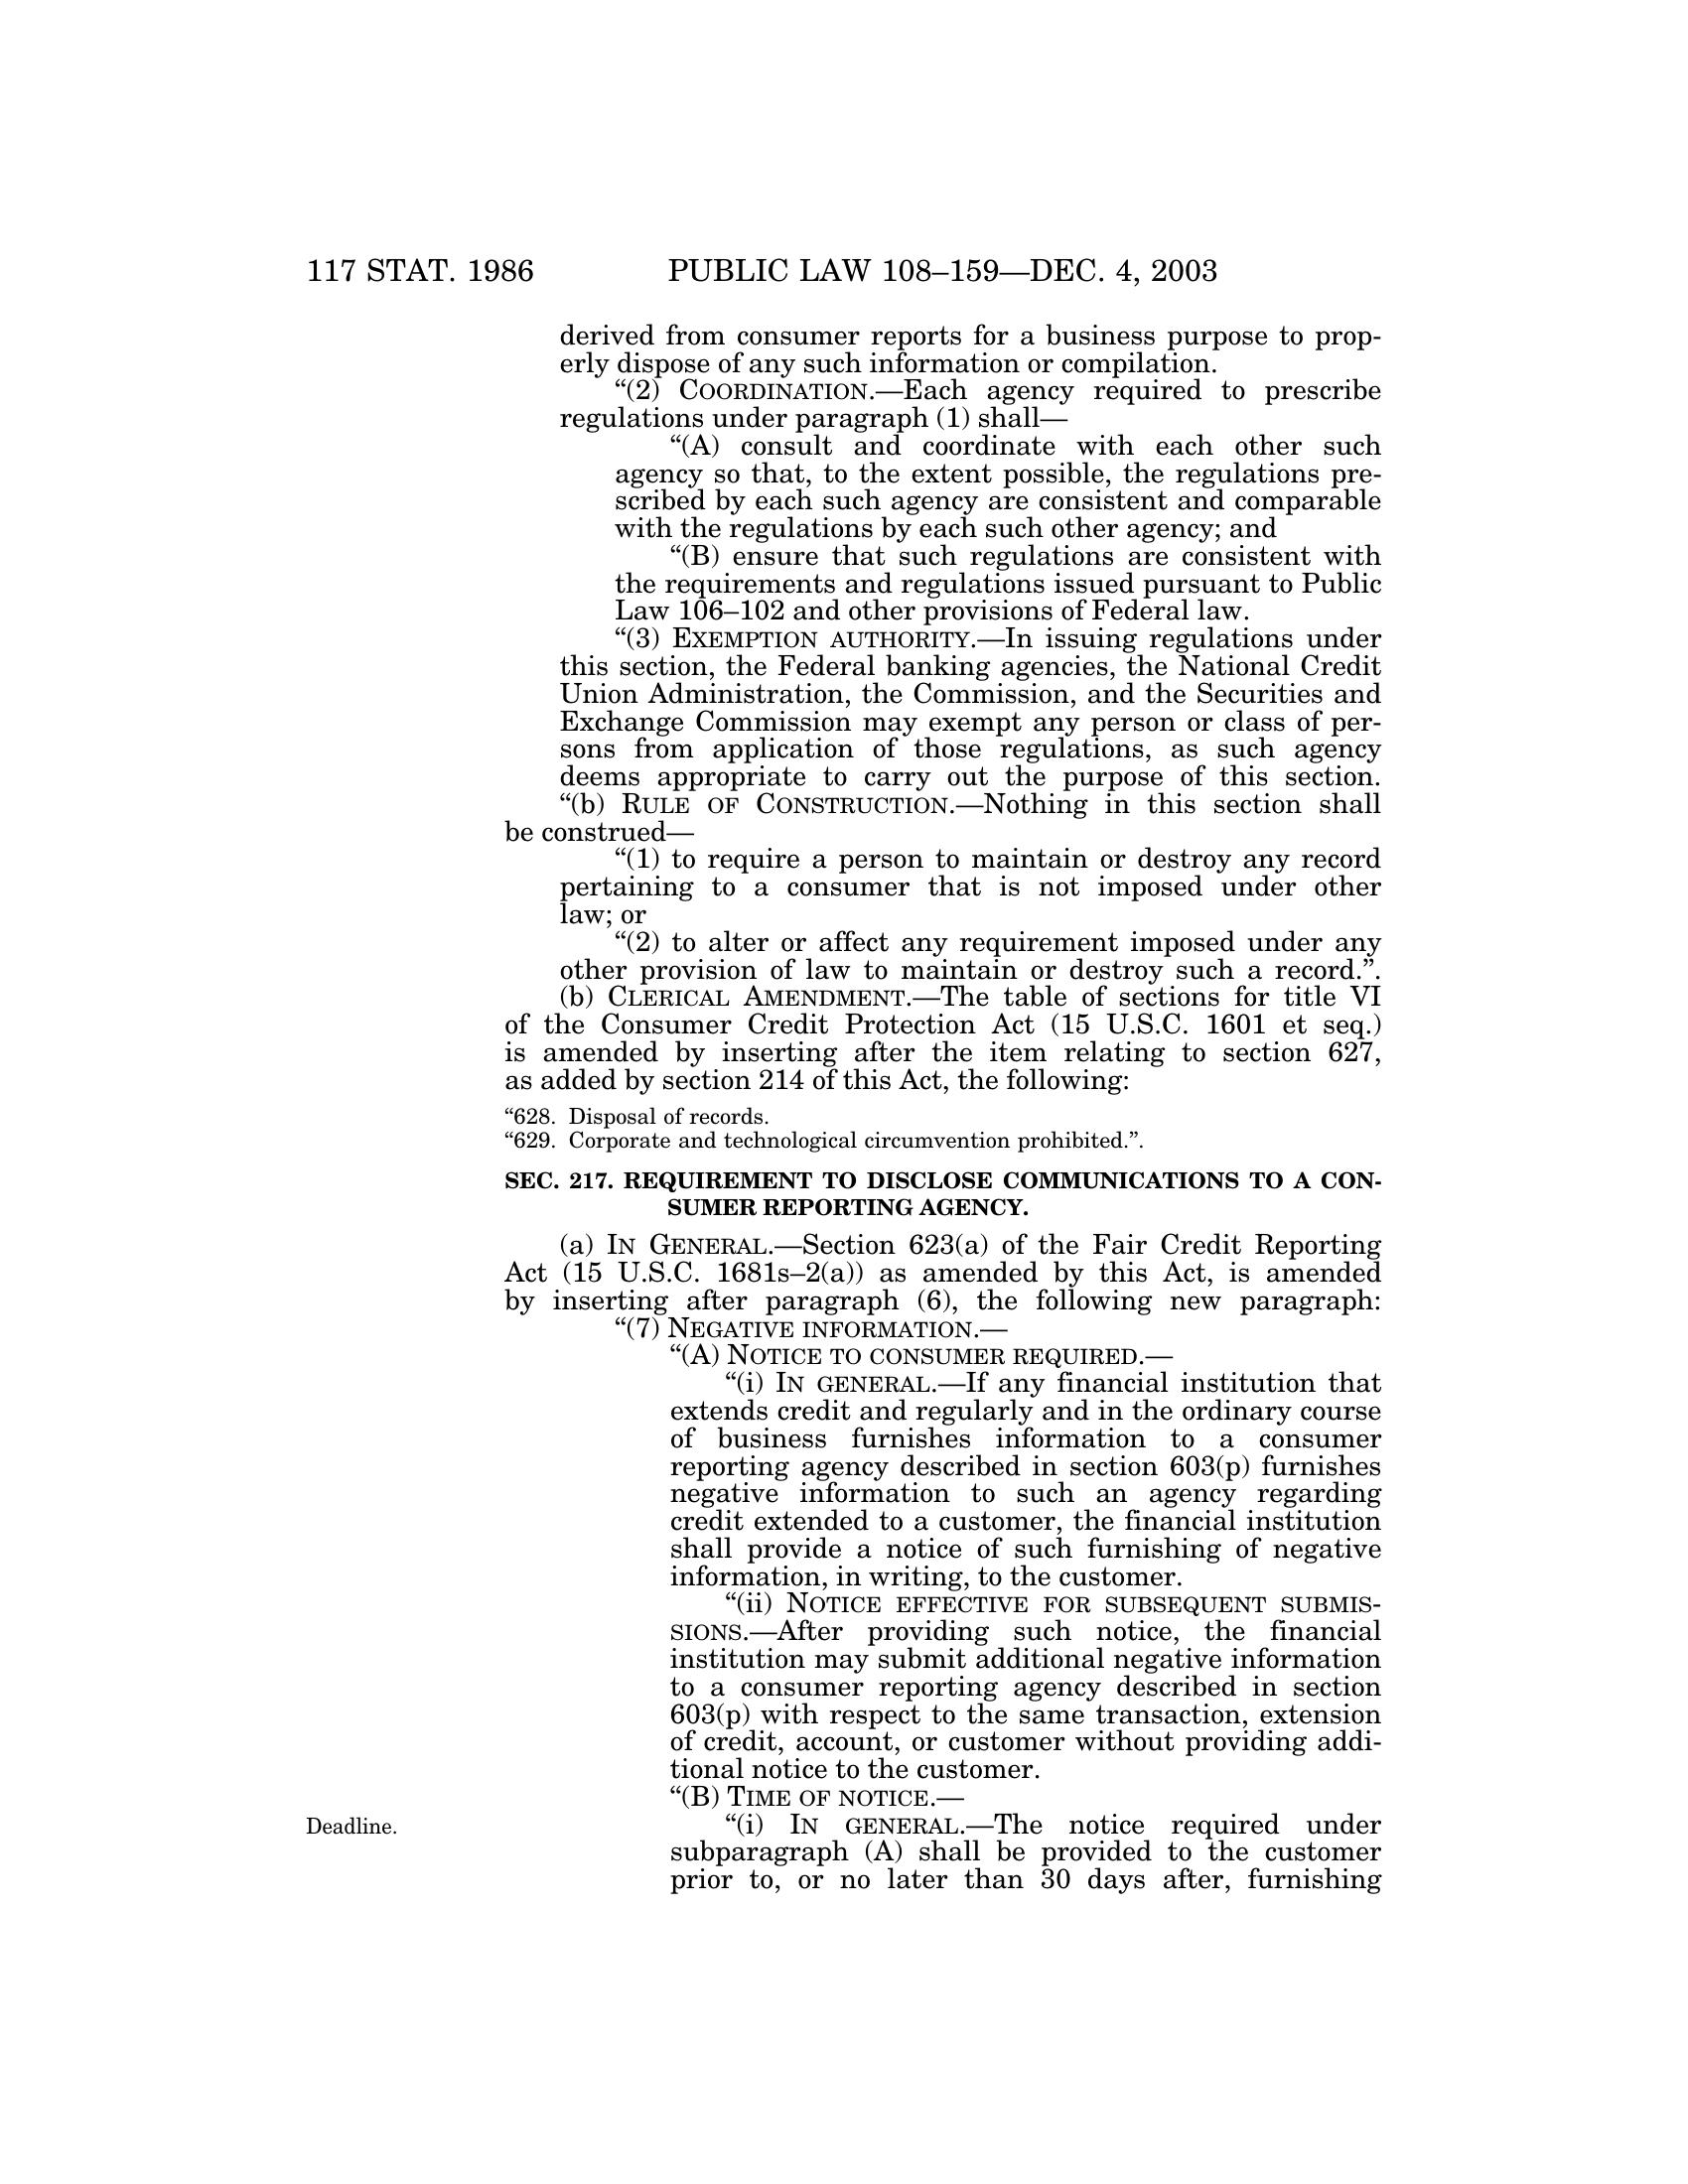 117 STAT. 1986 PUBLIC LAW 108–159—DEC. 4, 2003
derived from consumer reports for a business purpose to prop-
erly dispose of any such information or compilation.
“(2) COORDINATION.—Each agency required to prescribe
regulations under paragraph (1) shall—
“(A) consult and coordinate with each other such
agency so that, to the extent possible, the regulations pre-
scribed by each such agency are consistent and comparable
with the regulations by each such other agency; and
“(B) ensure that such regulations are consistent with
the requirements and regulations issued pursuant to Public
Law 106–102 and other provisions of Federal law.
“(3) EXEMPTION AUTHORITY.—In issuing regulations under
this section, the Federal banking agencies, the National Credit
Union Administration, the Commission, and the Securities and
Exchange Commission may exempt any person or class of per-
sons from application of those regulations, as such agency
deems appropriate to carry out the purpose of this section.
“(b) RULE OF CONSTRUCTION.—Nothing in this section shall
be construed—
“(1) to require a person to maintain or destroy any record
pertaining to a consumer that is not imposed under other
law; or
“(2) to alter or affect any requirement imposed under any
other provision of law to maintain or destroy such a record.”.
(b) CLERICAL AMENDMENT.—The table of sections for title VI
of the Consumer Credit Protection Act (15 U.S.C. 1601 et seq.)
is amended by inserting after the item relating to section 627,
as added by section 214 of this Act, the following:
“628. Disposal of records.
“629. Corporate and technological circumvention prohibited.”.
SEC. 217. REQUIREMENT TO DISCLOSE COMMUNICATIONS TO A CON-
SUMER REPORTING AGENCY.
(a) IN GENERAL.—Section 623(a) of the Fair Credit Reporting
Act (15 U.S.C. 1681s–2(a)) as amended by this Act, is amended
by inserting after paragraph (6), the following new paragraph:
“(7) NEGATIVE INFORMATION.—
“(A) NOTICE TO CONSUMER REQUIRED.—
“(i) IN GENERAL.—If any financial institution that
extends credit and regularly and in the ordinary course
of business furnishes information to a consumer
reporting agency described in section 603(p) furnishes
negative information to such an agency regarding
credit extended to a customer, the financial institution
shall provide a notice of such furnishing of negative
information, in writing, to the customer.
“(ii) NOTICE EFFECTIVE FOR SUBSEQUENT SUBMIS-
SIONS.—After providing such notice, the financial
institution may submit additional negative information
to a consumer reporting agency described in section
603(p) with respect to the same transaction, extension
of credit, account, or customer without providing addi-
tional notice to the customer.
“(B) TIME OF NOTICE.—
Deadline. “(i) IN GENERAL.—The notice required under
subparagraph (A) shall be provided to the customer
prior to, or no later than 30 days after, furnishing